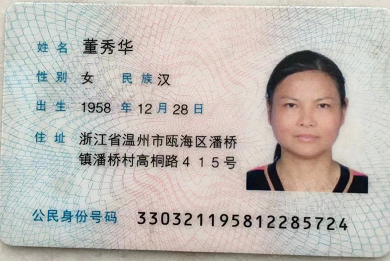 姓名 董秀华
性别 女 民族 汉
出生 1958 年 12 月 28 日
住址 浙江省温州市瓯海区潘桥
镇潘桥村高桐路415号
公民身份号码 330321195812285724